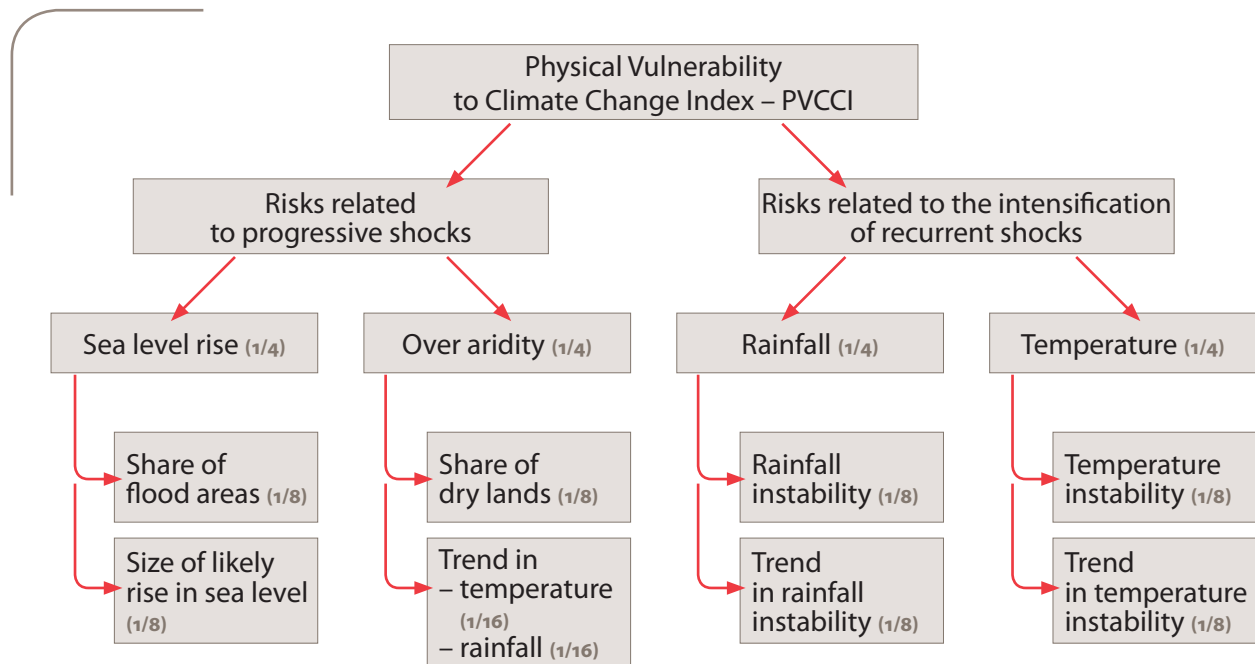 Physical Vulnerability
to Climate Change Index – PVCCI
Risks related
to progressive shocks
Risks related to the intensification
of recurrent shocks
Sea level rise (1/4)
Over aridity (1/4)
Rainfall (1/4)
Temperature (1/4)
Share of
flood areas (1/8)
Share of
dry lands (1/8)
Rainfall
instability (1/8)
Temperature
instability (1/8)
Size of likely
rise in sea level
(1/8)
Trend in
– temperature
(1/16)
– rainfall (1/16)
Trend
in rainfall
instability (1/8)
Trend
in temperature
instability (1/8)